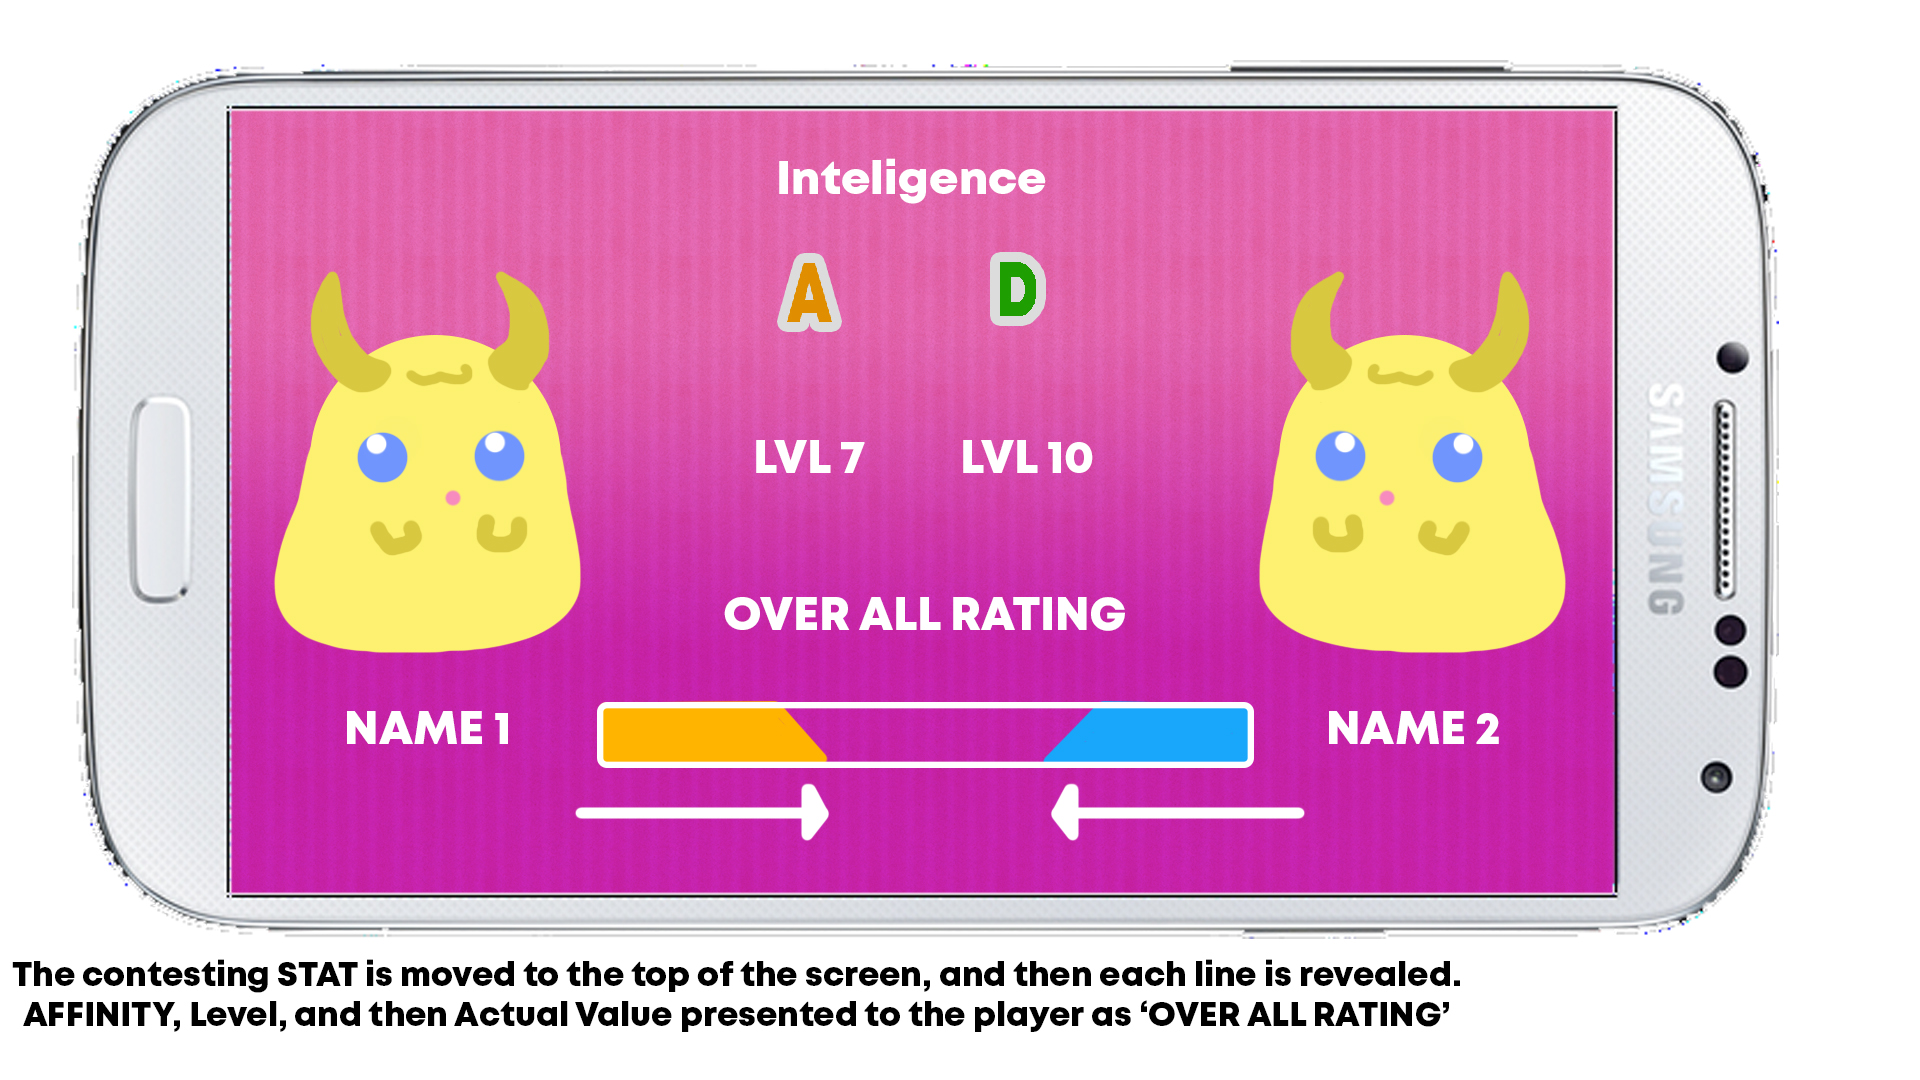 Inteligence
A D
LVL 7 LVL 10
OVER ALL RATING
NAME 1 NAME 2
SAMSUNG
The contesting STAT is moved to the top of the screen, and then each line is revealed.
AFFINITY, Level, and then Actual Value presented to the player as ‘OVER ALL RATING’